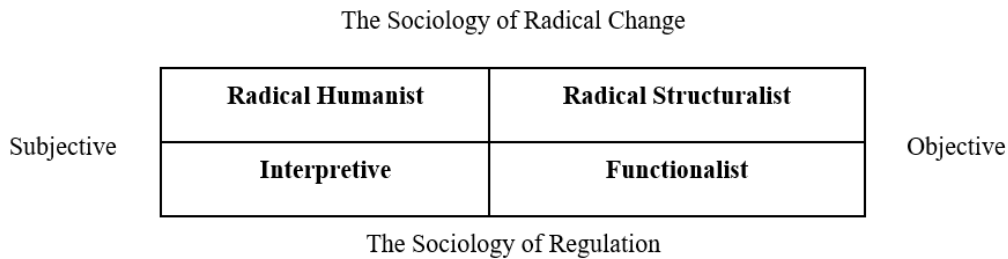 The Sociology of Radical Change
Radical Humanist Radical Structuralist
Subjective Objective
Interpretive Functionalist
The Sociology of Regulation